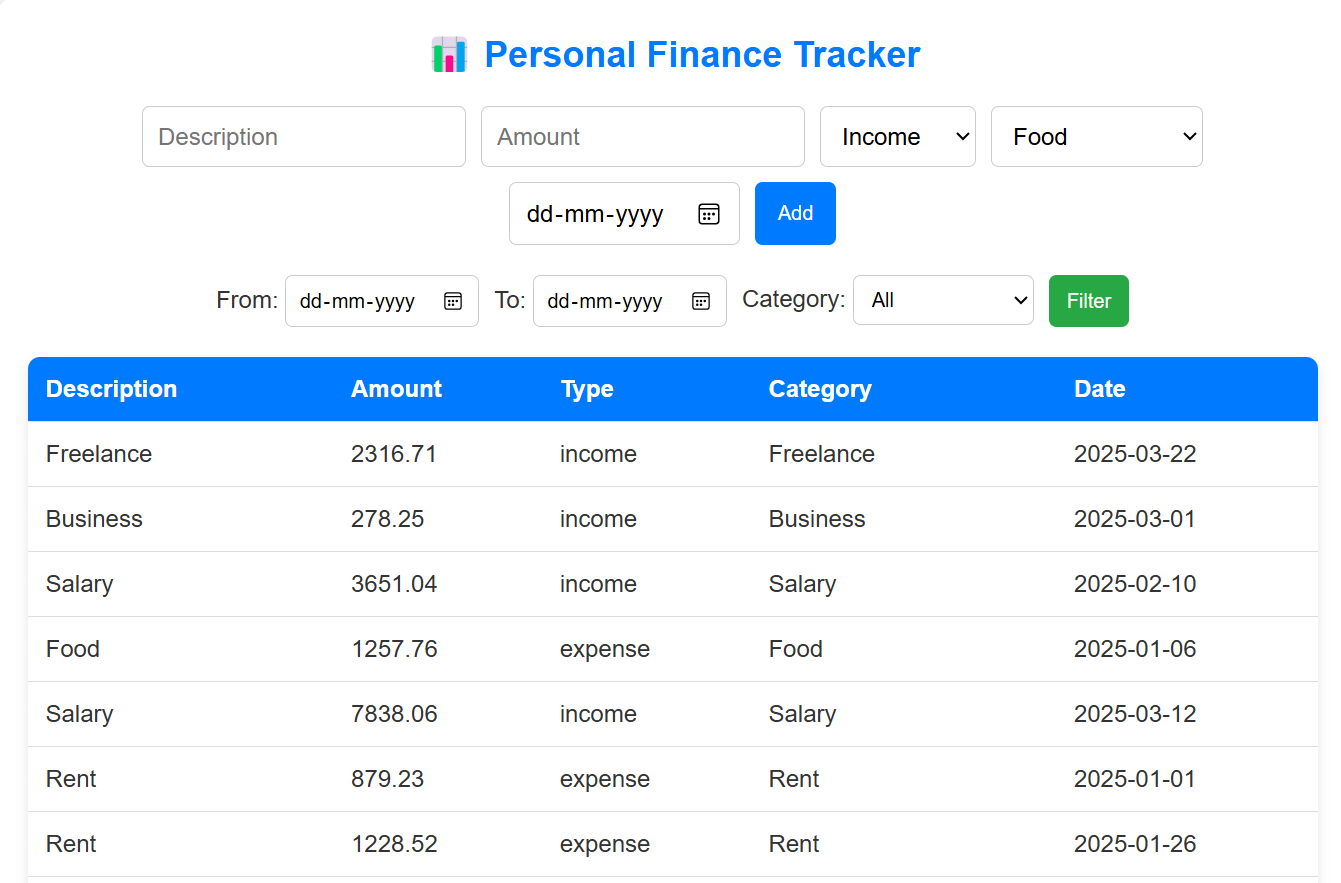 📊 Personal Finance Tracker
Description Amount Income Food
dd-mm-yyyy Add
From: dd-mm-yyyy To: dd-mm-yyyy Category: All Filter
Description Amount Type Category Date
Freelance 2316.71 income Freelance 2025-03-22
Business 278.25 income Business 2025-03-01
Salary 3651.04 income Salary 2025-02-10
Food 1257.76 expense Food 2025-01-06
Salary 7838.06 income Salary 2025-03-12
Rent 879.23 expense Rent 2025-01-01
Rent 1228.52 expense Rent 2025-01-26